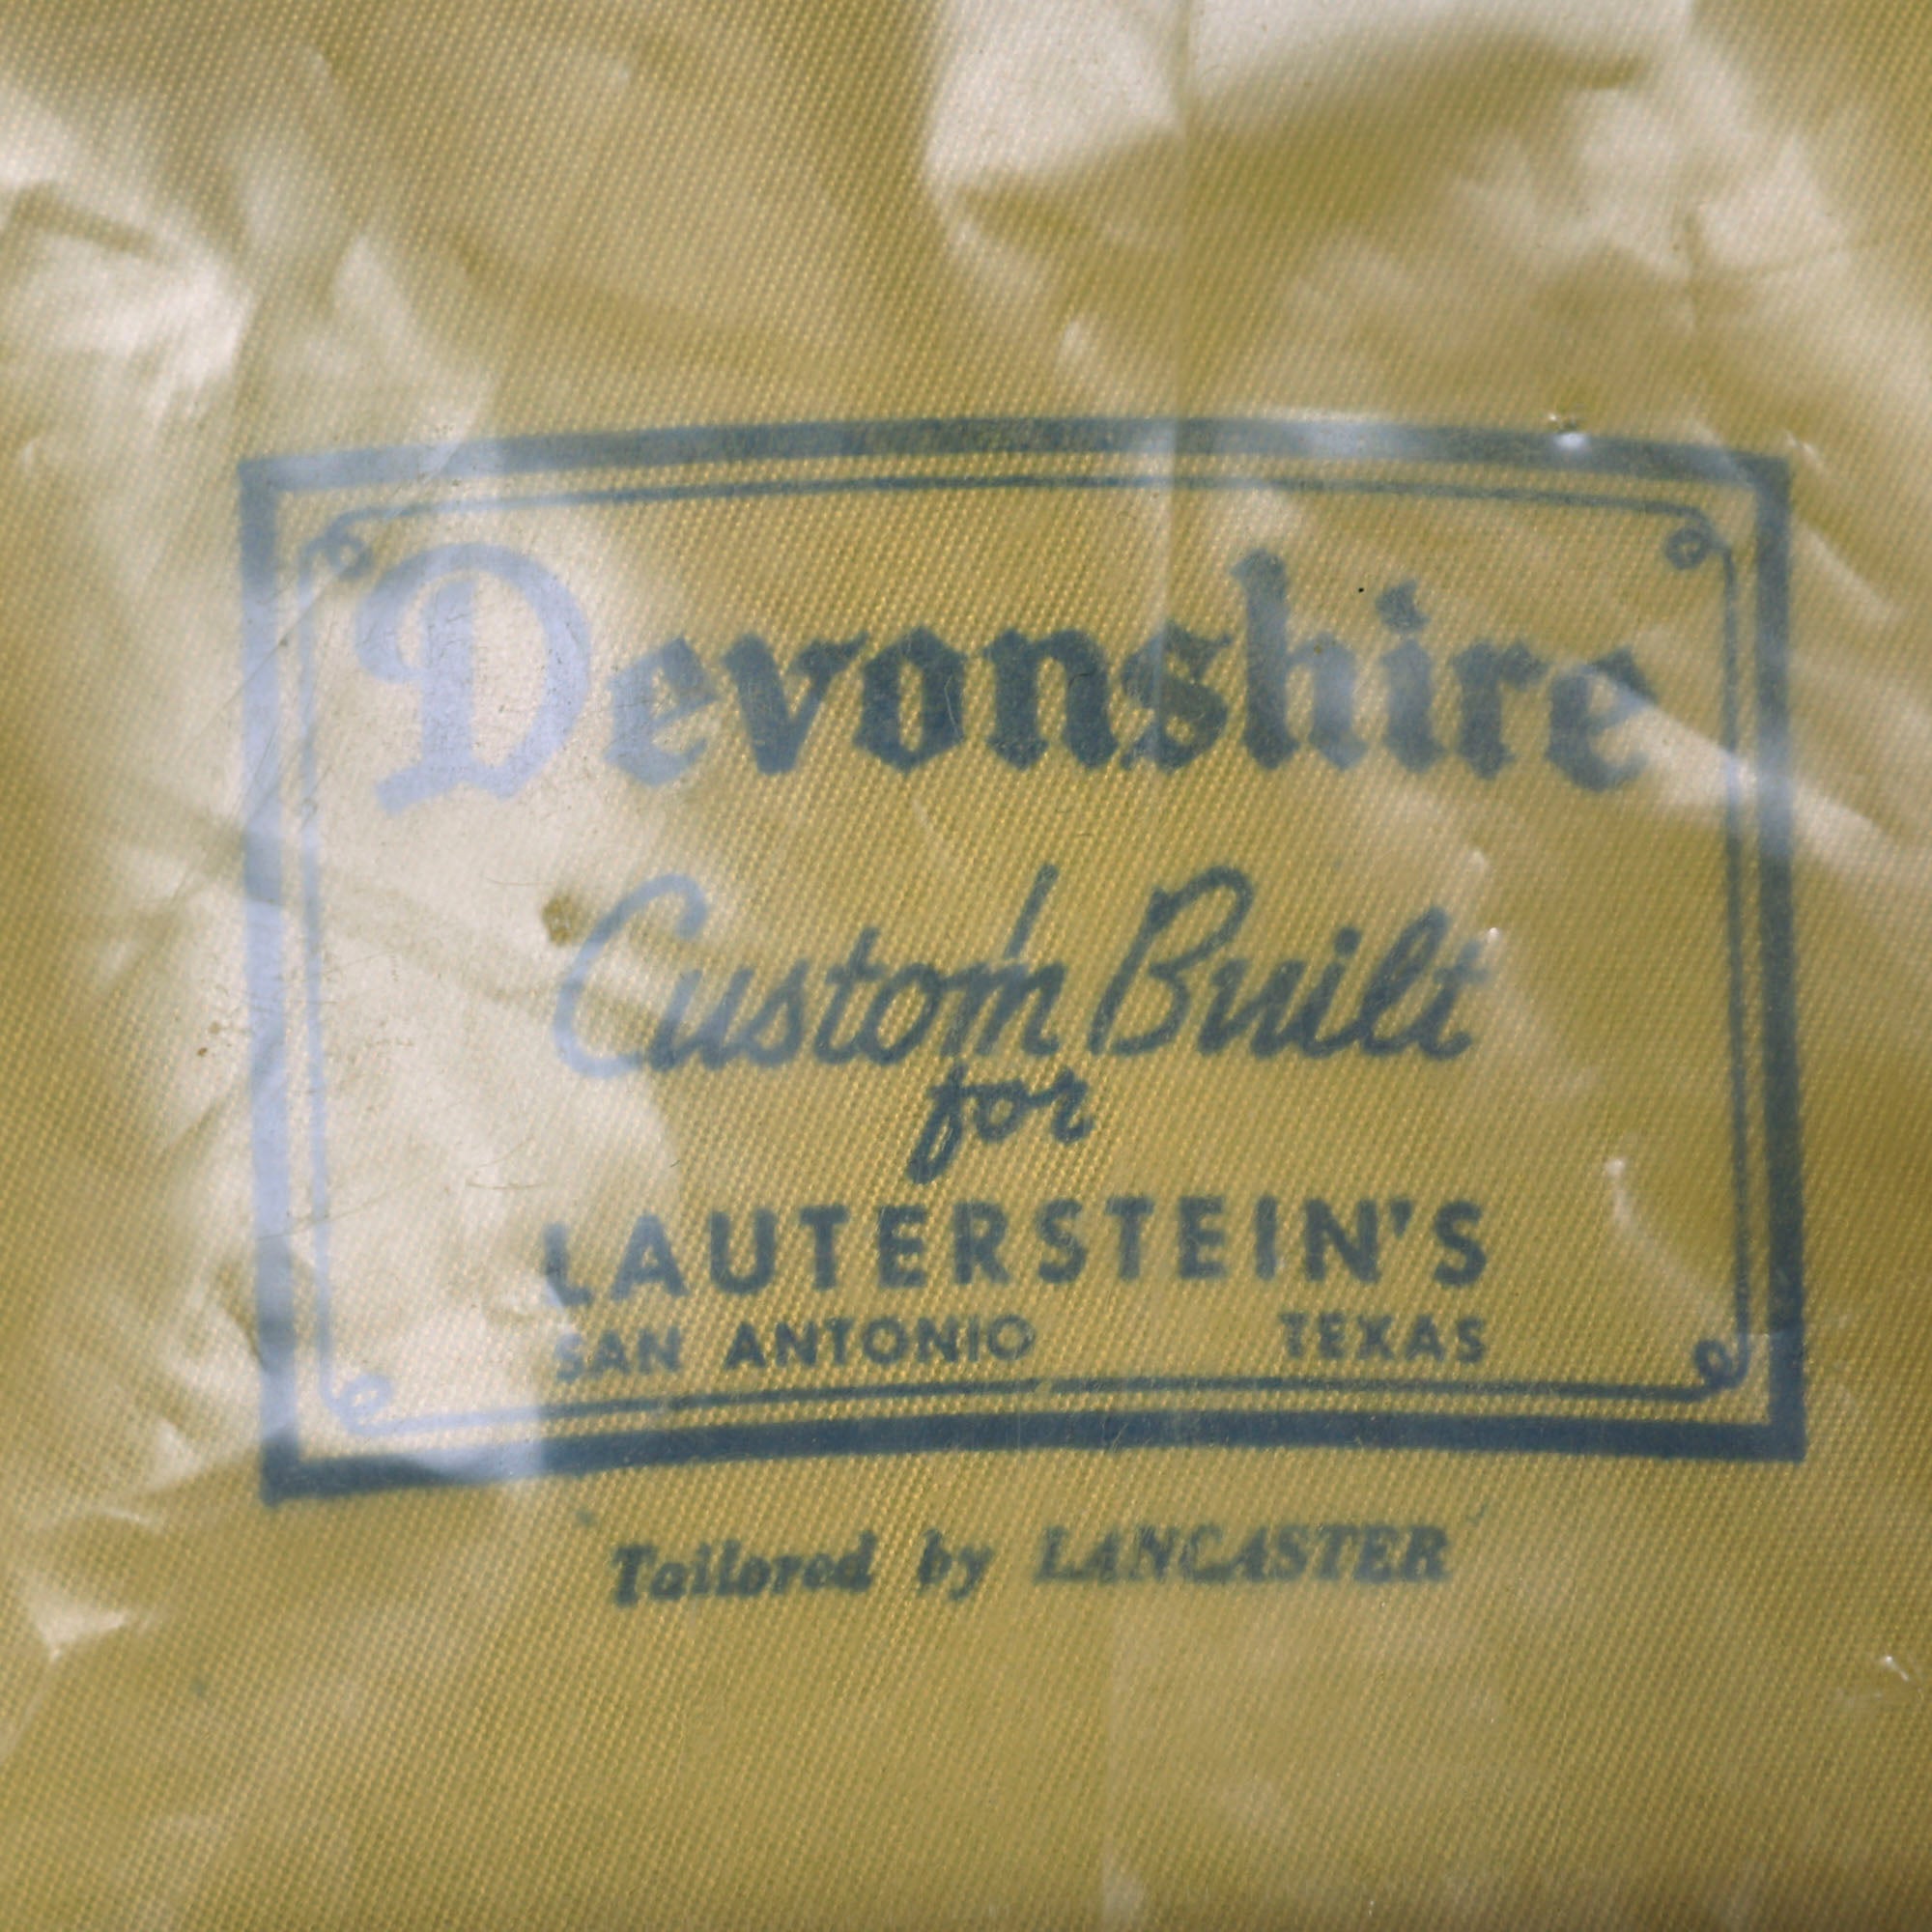 Devonshire
Custom Built
for
LAUTERSTEIN'S
SAN ANTONIO TEXAS
Tailored by LANCASTER